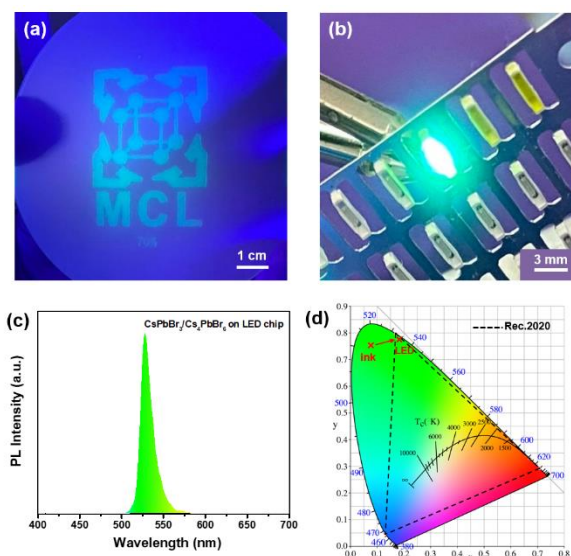 (a)
MCL
70%
1 cm
(b)
3 mm
(c)
CsPbBr3/Cs4PbBr6 on LED chip
PL Intensity (a.u.)
400 450 500 550 600 650 700
Wavelength (nm)
(d)
Rec.2020
0.9
0.8
0.7
0.6
0.5
0.4
0.3
0.2
0.1
0.0
y
520
540
560
580
600
620
700
500
490
480
470
460
380
Ink
LED
Tc(°K)
10000
6000
4000
3000
2500
2000
1500
∞
0.0 0.1 0.2 0.3 0.4 0.5 0.6 0.7 0.8